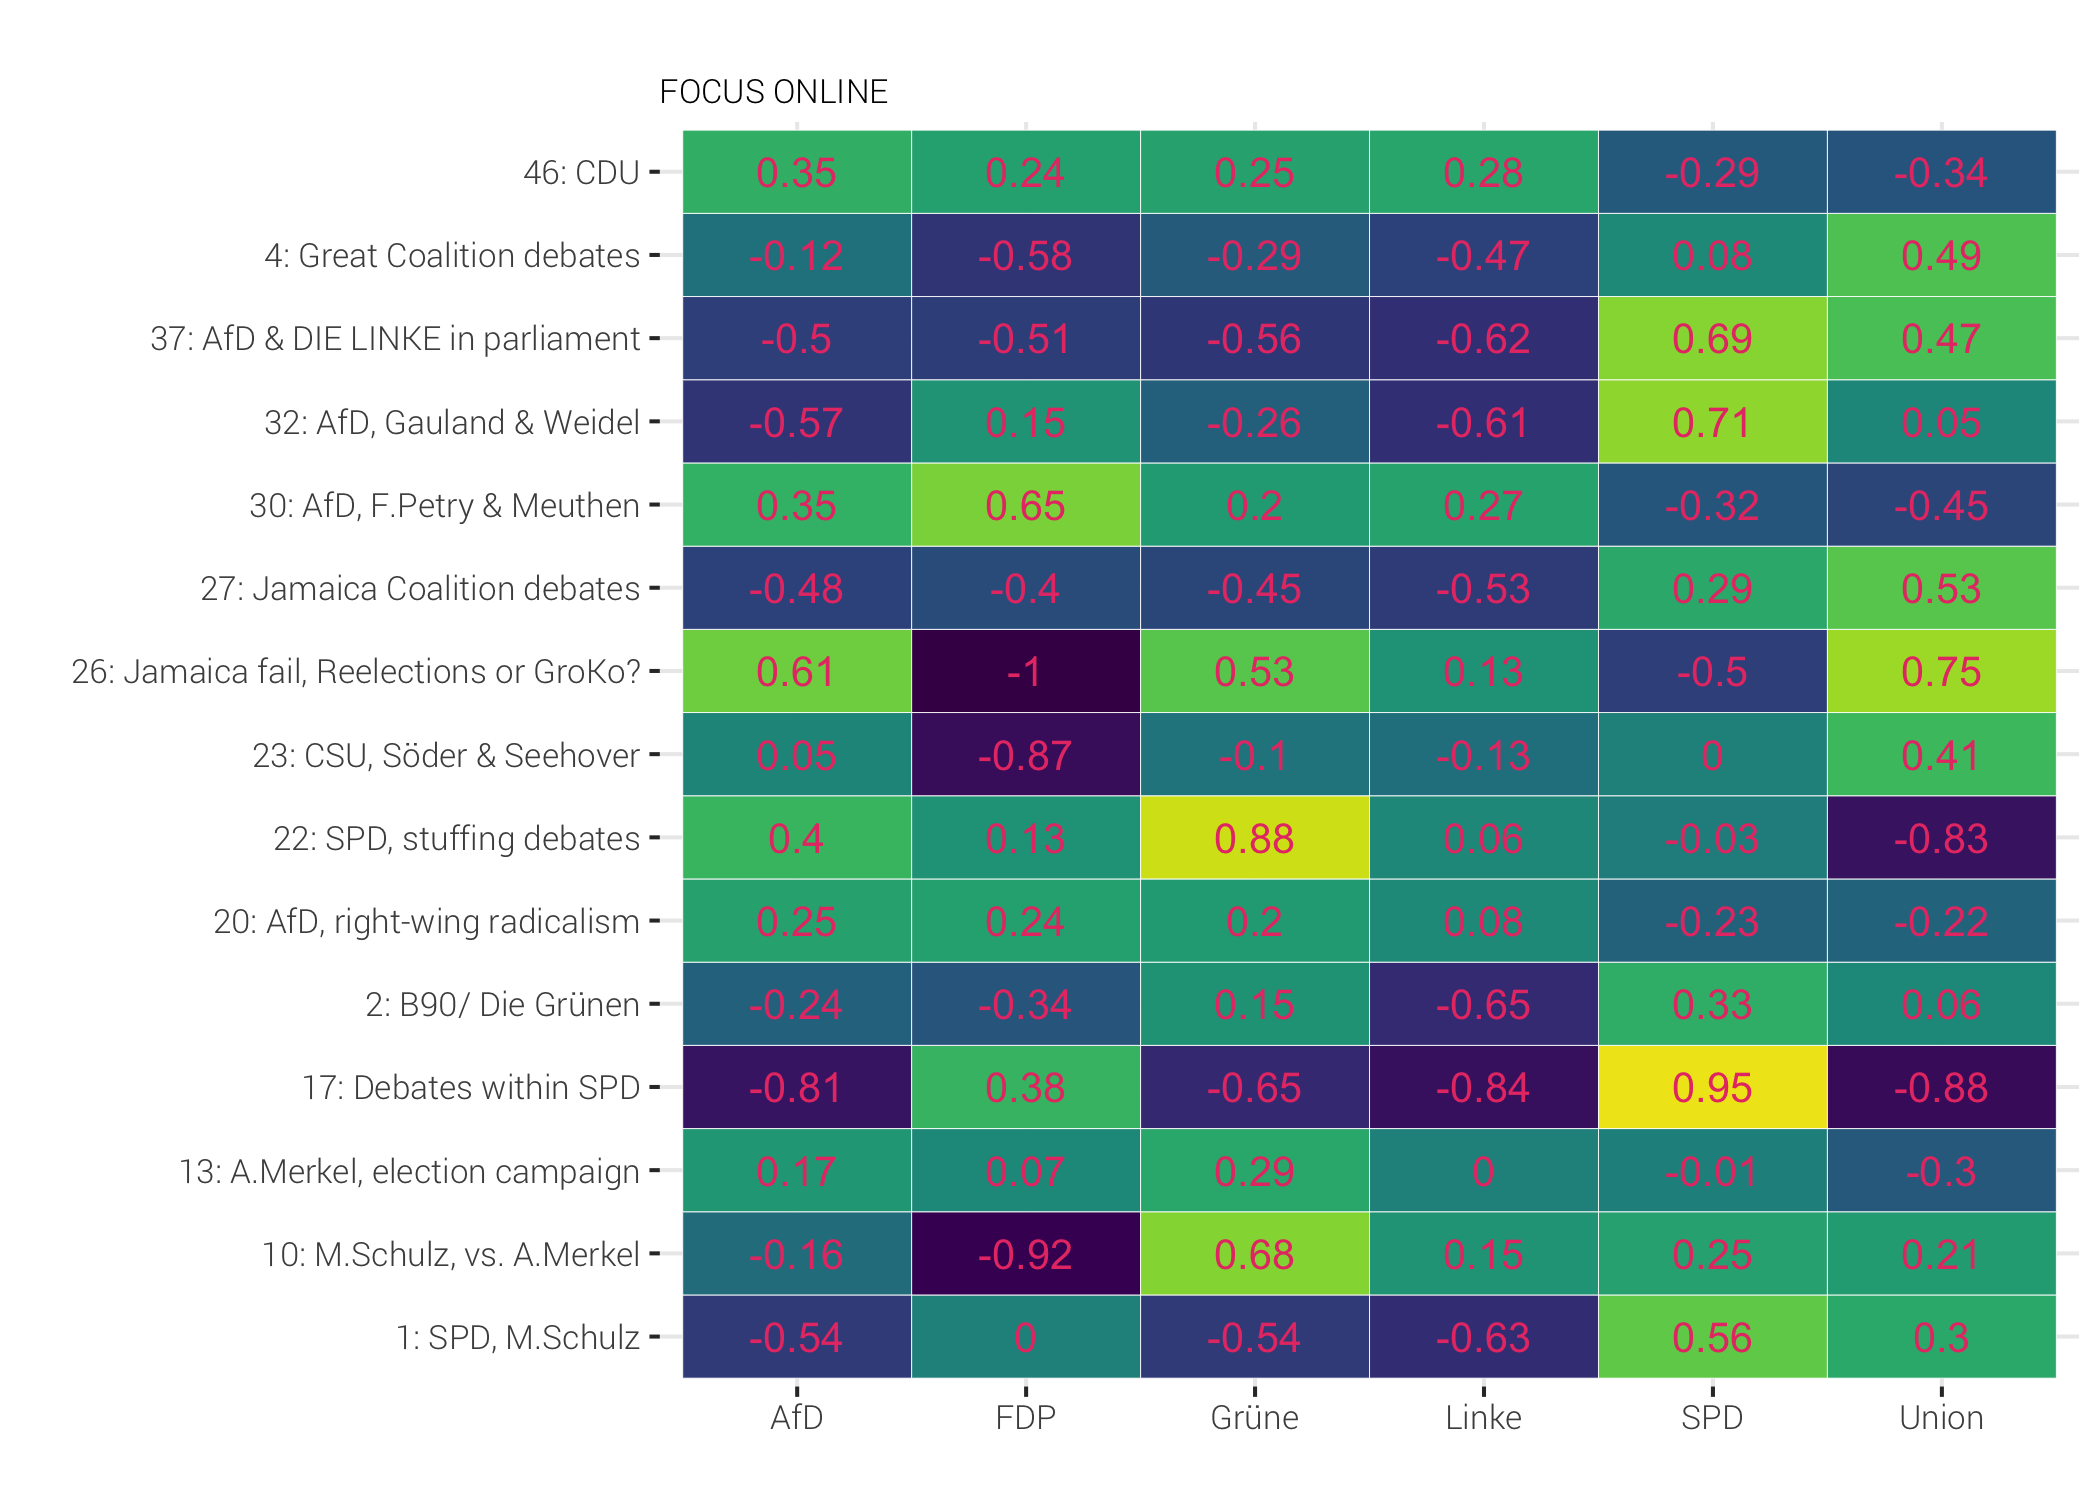 FOCUS ONLINE
46: CDU 0.35 0.24 0.25 0.28 -0.29 -0.34
4: Great Coalition debates -0.12 -0.58 -0.29 -0.47 0.08 0.49
37: AfD & DIE LINKE in parliament -0.5 -0.51 -0.56 -0.62 0.69 0.47
32: AfD, Gauland & Weidel -0.57 0.15 -0.26 -0.61 0.71 0.05
30: AfD, F.Petry & Meuthen 0.35 0.65 0.2 0.27 -0.32 -0.45
27: Jamaica Coalition debates -0.48 -0.4 -0.45 -0.53 0.29 0.53
26: Jamaica fail, Reelections or GroKo? 0.61 -1 0.53 0.13 -0.5 0.75
23: CSU, Söder & Seehover 0.05 -0.87 -0.1 -0.13 0 0.41
22: SPD, stuffing debates 0.4 0.13 0.88 0.06 -0.03 -0.83
20: AfD, right-wing radicalism 0.25 0.24 0.2 0.08 -0.23 -0.22
2: B90/ Die Grünen -0.24 -0.34 0.15 -0.65 0.33 0.06
17: Debates within SPD -0.81 0.38 -0.65 -0.84 0.95 -0.88
13: A.Merkel, election campaign 0.17 0.07 0.29 0 -0.01 -0.3
10: M.Schulz, vs. A.Merkel -0.16 -0.92 0.68 0.15 0.25 0.21
1: SPD, M.Schulz -0.54 0 -0.54 -0.63 0.56 0.3
AfD FDP Grüne Linke SPD Union